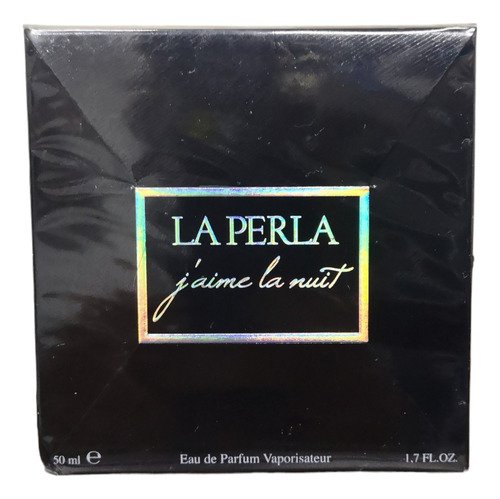 LA PERLA
j'aime la nuit
50 ml ℮ Eau de Parfum Vaporisateur 1.7 FL.OZ.